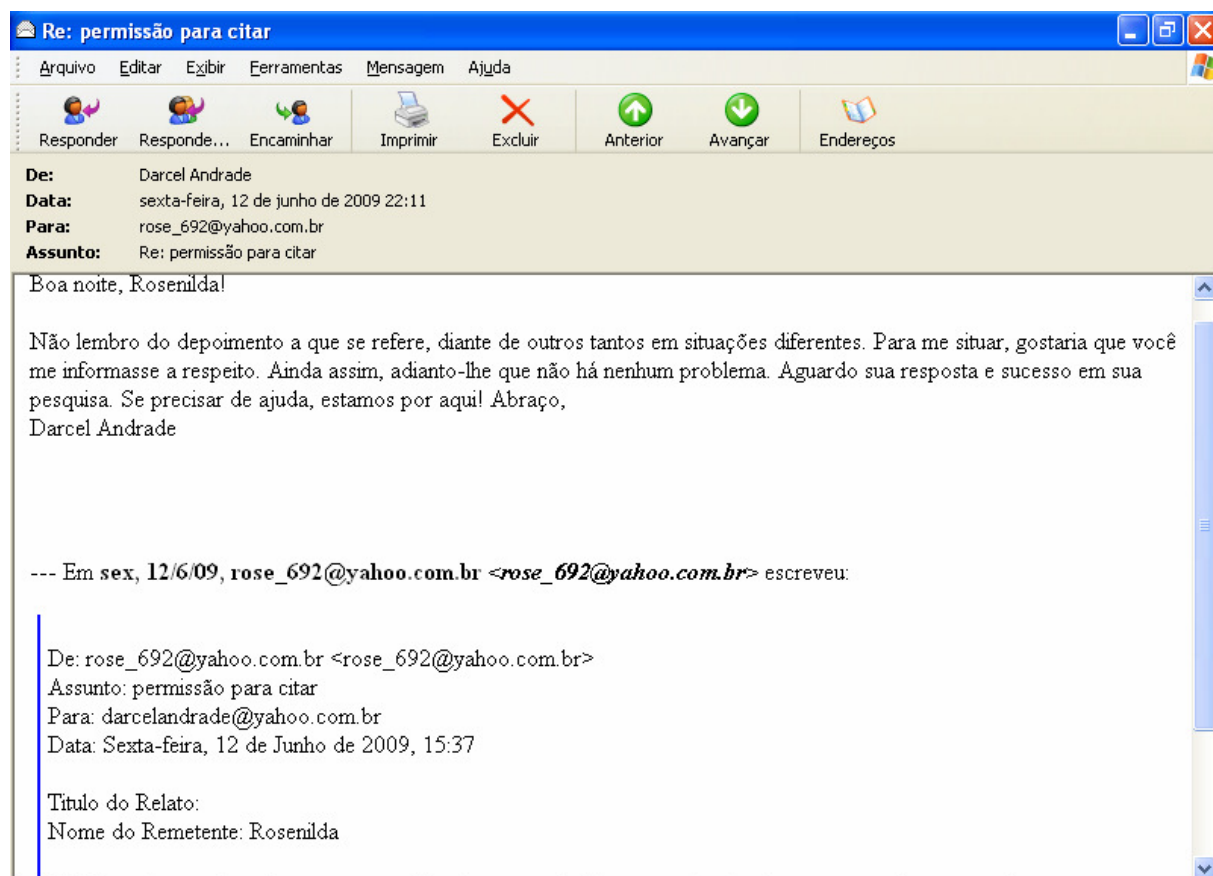 Re: permissão para citar
Arquivo Editar Exibir Ferramentas Mensagem Ajuda
Responder Responde... Encaminhar Imprimir Excluir Anterior Avançar Endereços
De: Darcel Andrade
Data: sexta-feira, 12 de junho de 2009 22:11
Para: rose_692@yahoo.com.br
Assunto: Re: permissão para citar
Boa noite, Rosenilda!
Não lembro do depoimento a que se refere, diante de outros tantos em situações diferentes. Para me situar, gostaria que você
me informasse a respeito. Ainda assim, adianto-lhe que não há nenhum problema. Aguardo sua resposta e sucesso em sua
pesquisa. Se precisar de ajuda, estamos por aqui! Abraço,
Darcel Andrade
--- Em sex, 12/6/09, rose_692@yahoo.com.br <rose_692@yahoo.com.br> escreveu:
De: rose_692@yahoo.com.br <rose_692@yahoo.com.br>
Assunto: permissão para citar
Para: darcelandrade@yahoo.com.br
Data: Sexta-feira, 12 de Junho de 2009, 15:37
Titulo do Relato:
Nome do Remetente: Rosenilda